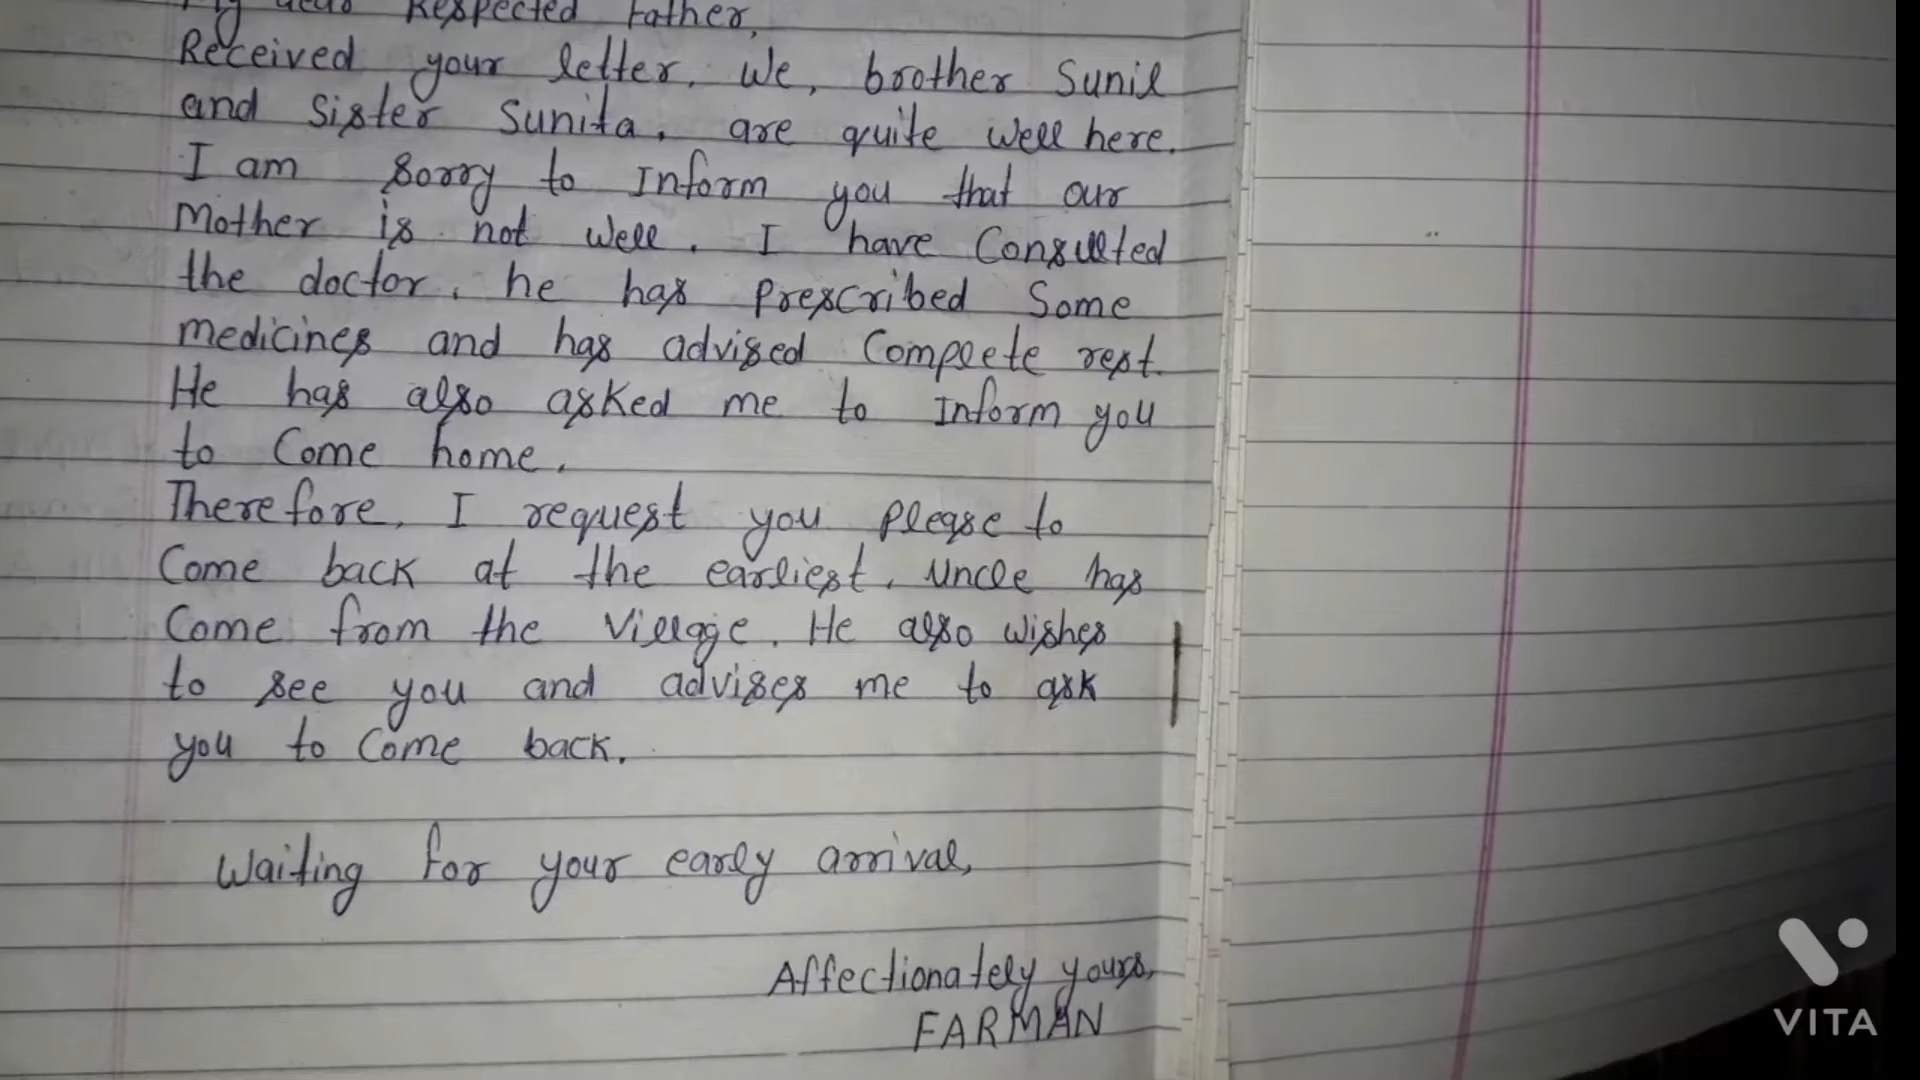 My dear Respected Father,
Received your letter. We, brother Sunil
and Sister Sunita, are quite well here.
I am sorry to Inform you that our
Mother is not well. I have Consulted
the doctor, he has Prescribed Some
medicines and has advised Complete rest.
He has also asked me to Inform you
to Come home.
Therefore, I request you Please to
Come back at the earliest. Uncle has
Come from the Village. He also wishes
to see you and advises me to ask
you to Come back.
Waiting for your early arrival,
Affectionately yours,
FARMAN
VITA